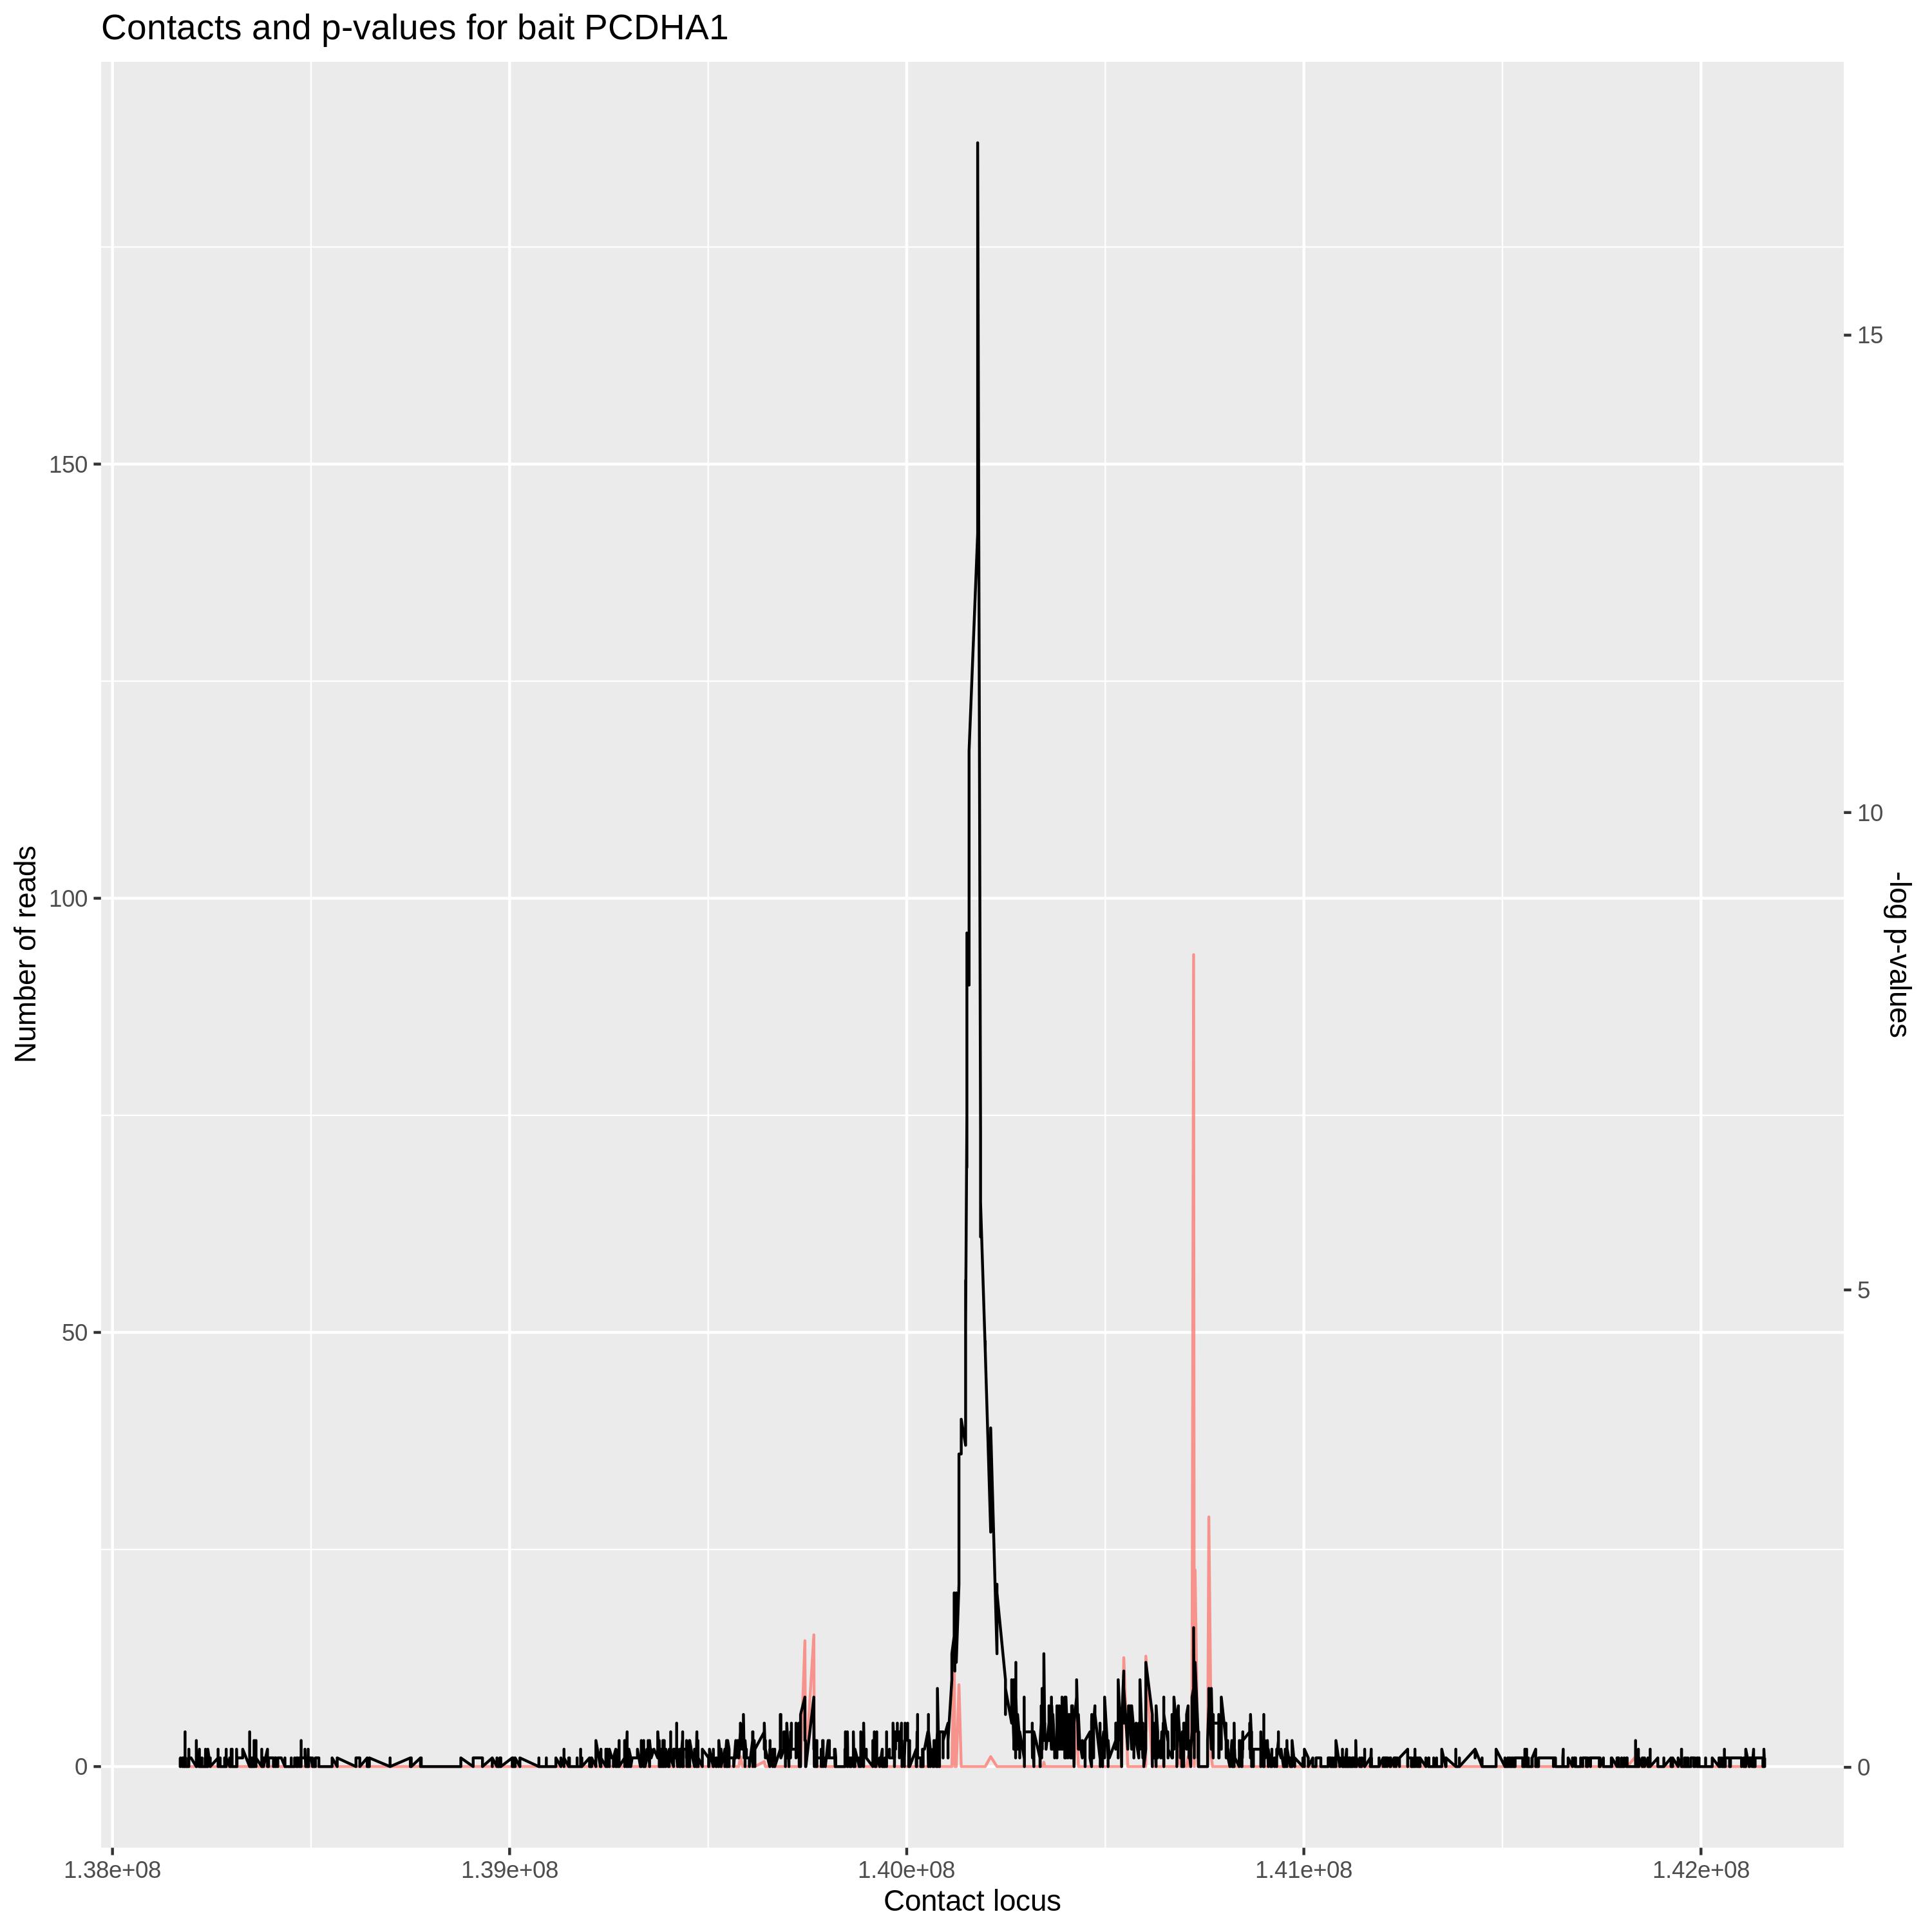 Contacts and p-values for bait PCDHA1
150
100
50
0
15
10
5
0
Number of reads
-log p-values
1.38e+08
1.39e+08
1.40e+08
1.41e+08
1.42e+08
Contact locus